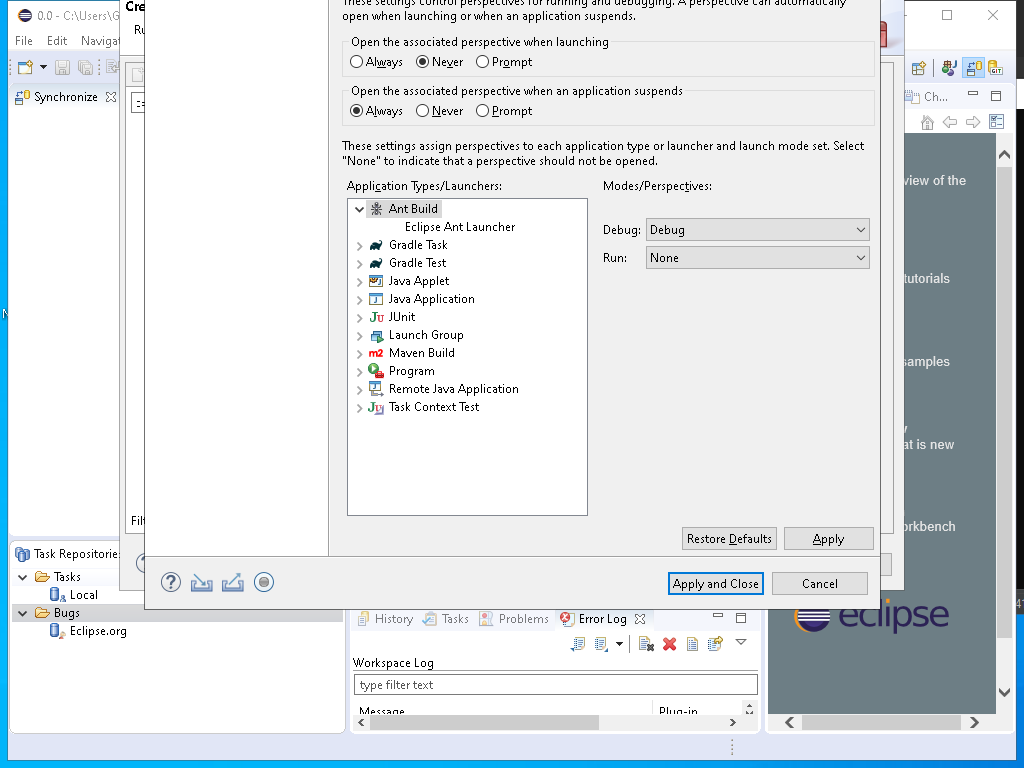 0.0 - C:\Users\G
Cre
These settings control perspectives for running and debugging. A perspective can automatically
open when launching or when an application suspends.
File Edit Navigat
Ru
Open the associated perspective when launching
Always Never Prompt
Synchronize
Open the associated perspective when an application suspends
Always Never Prompt
Ch...
GIT
These settings assign perspectives to each application type or launcher and launch mode set. Select
"None" to indicate that a perspective should not be opened.
Application Types/Launchers:
Modes/Perspectives:
Ant Build
Eclipse Ant Launcher
Gradle Task
Gradle Test
Java Applet
Java Application
JUnit
Launch Group
Maven Build
Program
Remote Java Application
Task Context Test
Debug: Debug
Run: None
view of the
tutorials
samples
at is new
orkbench
Filt
Restore Defaults Apply
Apply and Close Cancel
Task Repositories
Tasks
Local
Bugs
Eclipse.org
History Tasks Problems Error Log
Workspace Log
type filter text
Message Plug-in
eclipse